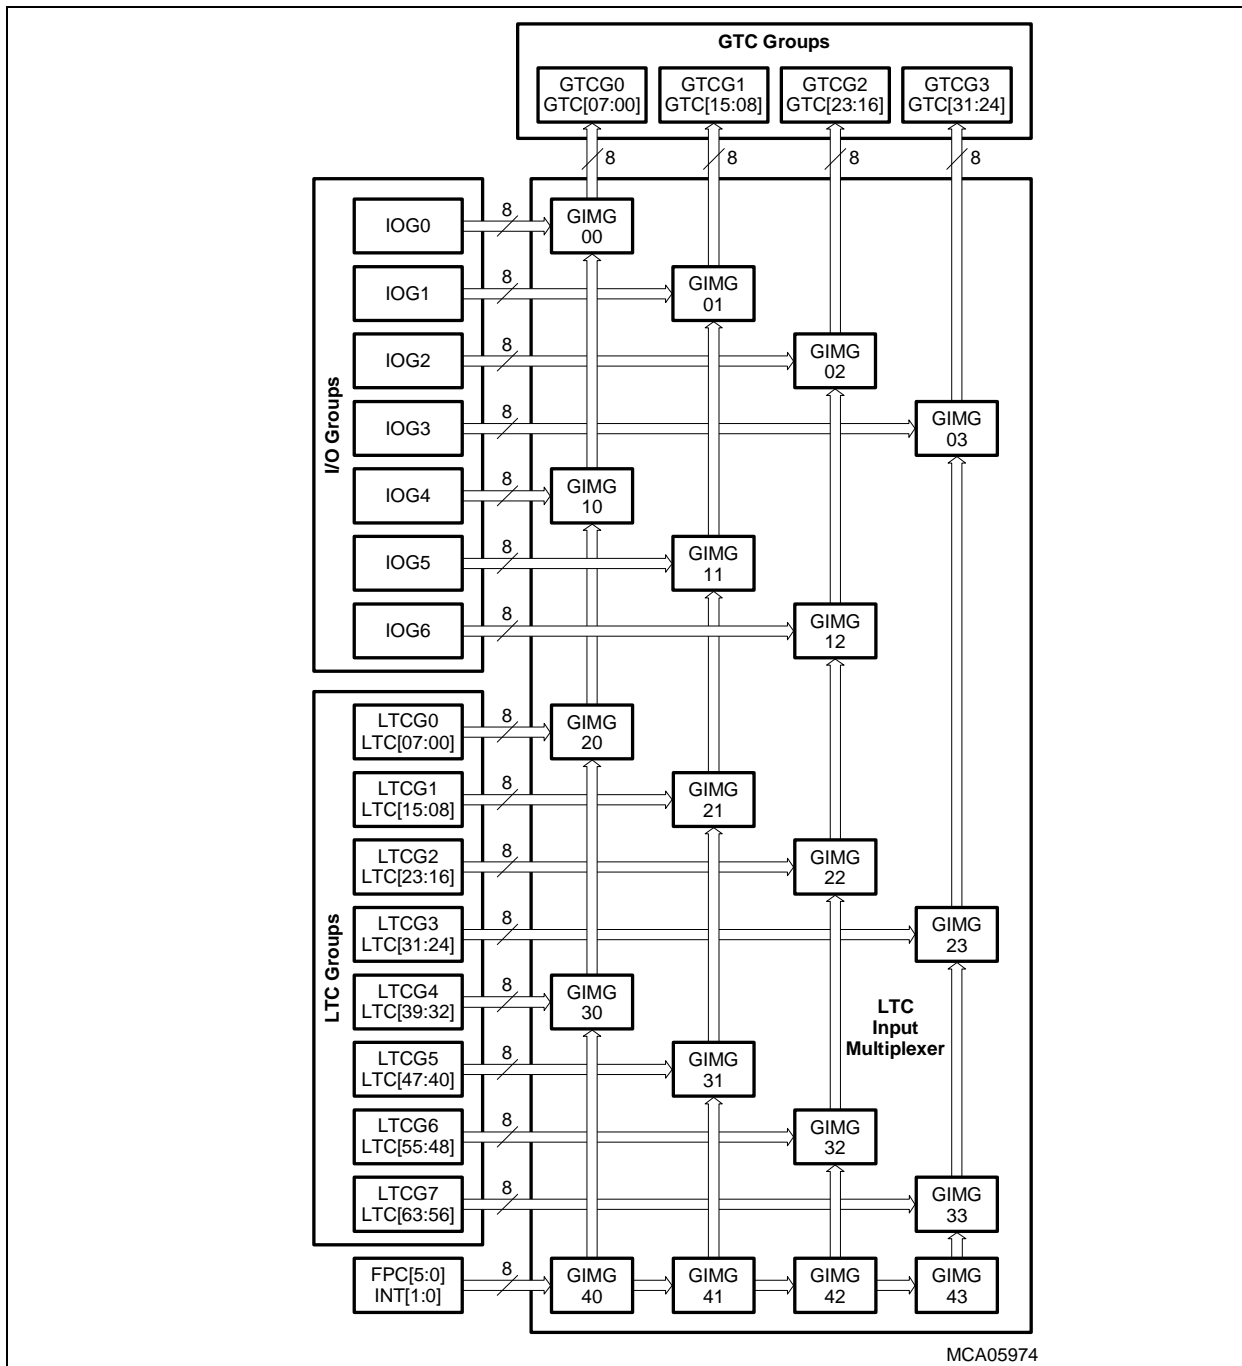 GTC Groups
GTCG0
GTC[07:00]
GTCG1
GTC[15:08]
GTCG2
GTC[23:16]
GTCG3
GTC[31:24]
8
8
8
8
I/O Groups
IOG0
8
GIMG
00
IOG1
8
GIMG
01
IOG2
8
GIMG
02
IOG3
8
GIMG
03
IOG4
8
GIMG
10
IOG5
8
GIMG
11
IOG6
8
GIMG
12
LTC Groups
LTCG0
LTC[07:00]
8
GIMG
20
LTCG1
LTC[15:08]
8
GIMG
21
LTCG2
LTC[23:16]
8
GIMG
22
LTCG3
LTC[31:24]
8
GIMG
23
LTCG4
LTC[39:32]
8
GIMG
30
LTC
Input
Multiplexer
LTCG5
LTC[47:40]
8
GIMG
31
LTCG6
LTC[55:48]
8
GIMG
32
LTCG7
LTC[63:56]
8
GIMG
33
FPC[5:0]
INT[1:0]
8
GIMG
40
GIMG
41
GIMG
42
GIMG
43
MCA05974